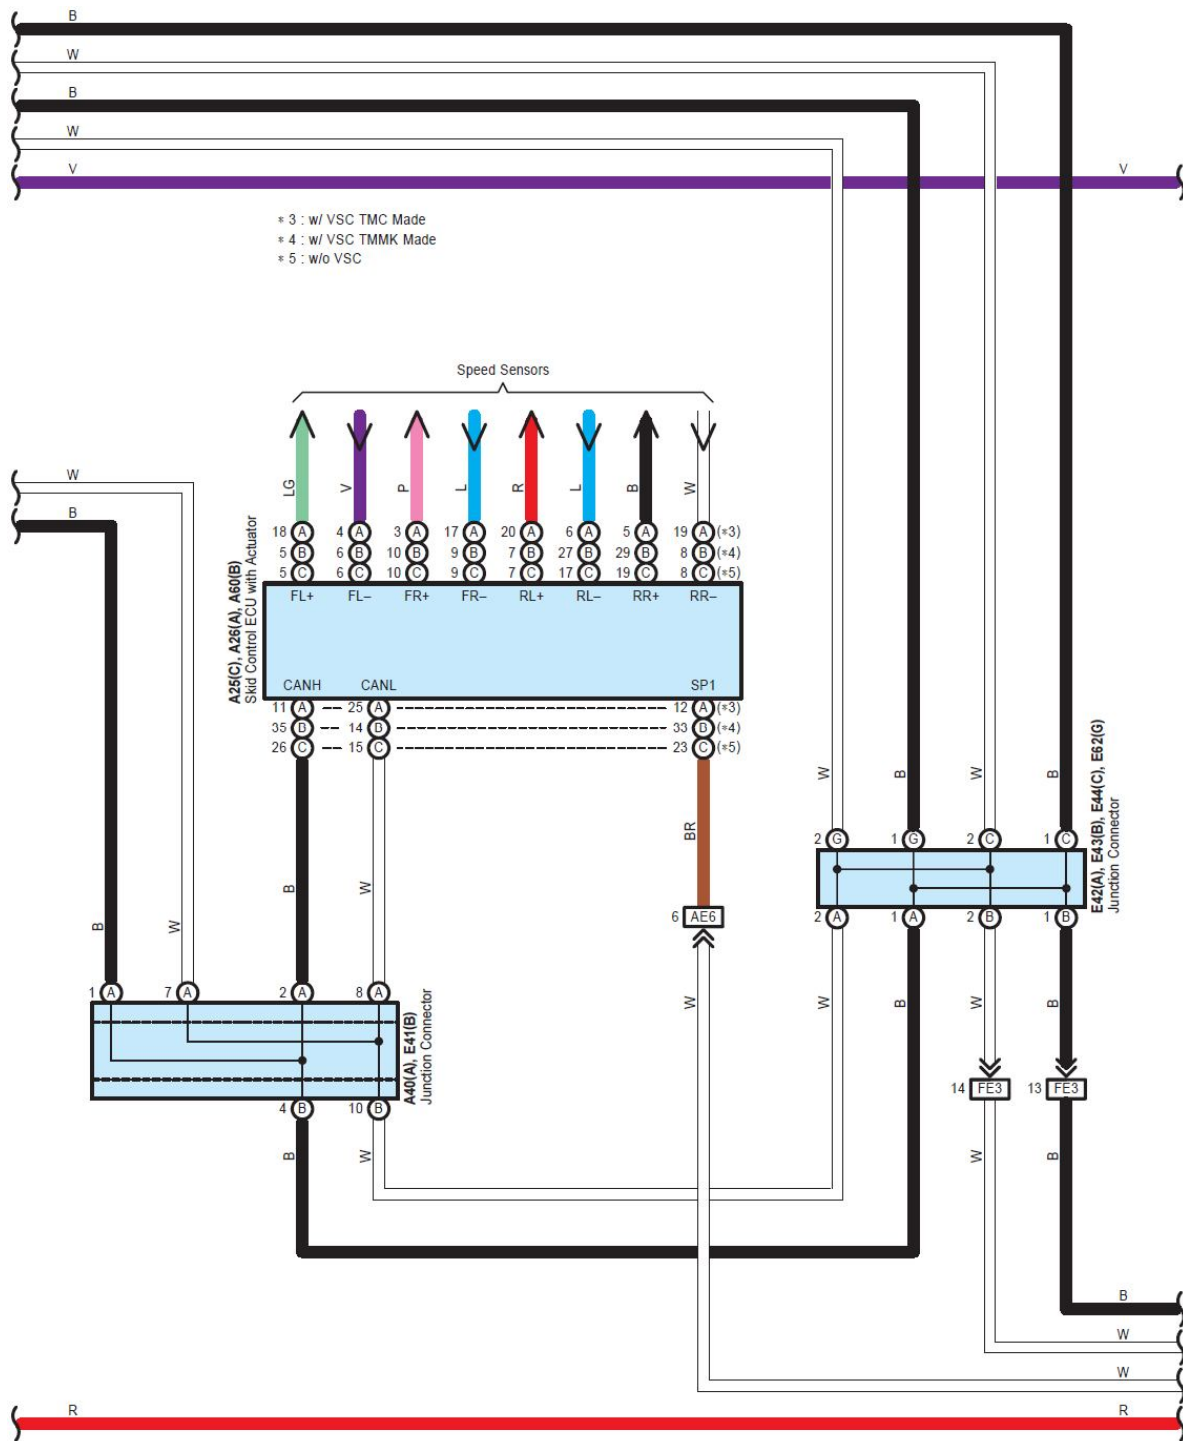 B
W
B
W
V V
* 3 : w/ VSC TMC Made
* 4 : w/ VSC TMMK Made
* 5 : w/o VSC
Speed Sensors
W
B
LG V P L R L B W
18 A 4 A 3 A 17 A 20 A 6 A 5 A 19 A (*3)
5 B 6 B 10 B 9 B 7 B 27 B 29 B 8 B (*4)
5 C 6 C 10 C 9 C 7 C 17 C 19 C 8 C (*5)
A25(C), A26(A), A60(B)
Skid Control ECU with Actuator
FL+ FL– FR+ FR– RL+ RL– RR+ RR–
CANH CANL SP1
11 A 25 A 12 A (*3)
35 B 14 B 33 B (*4)
26 C 15 C 23 C (*5)
W B W B
BR
2 G 1 G 2 C 1 C
E42(A), E43(B), E44(C), E62(G)
Junction Connector
B W
6 AE6
2 A 1 A 2 B 1 B
B W
1 A 7 A 2 A 8 A
A40(A), E41(B)
Junction Connector
W W B W B
14 FE3 13 FE3
4 B 10 B
B W W B
B
W
W
R R